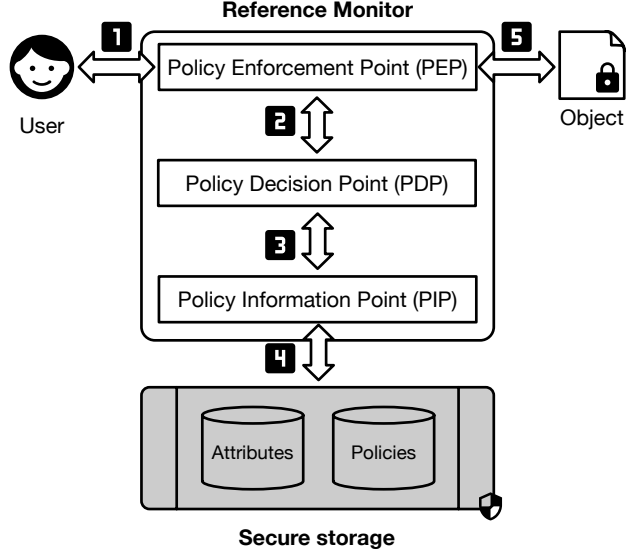 Reference Monitor
1
5
Policy Enforcement Point (PEP)
User
Object
2
Policy Decision Point (PDP)
3
Policy Information Point (PIP)
4
Attributes
Policies
Secure storage